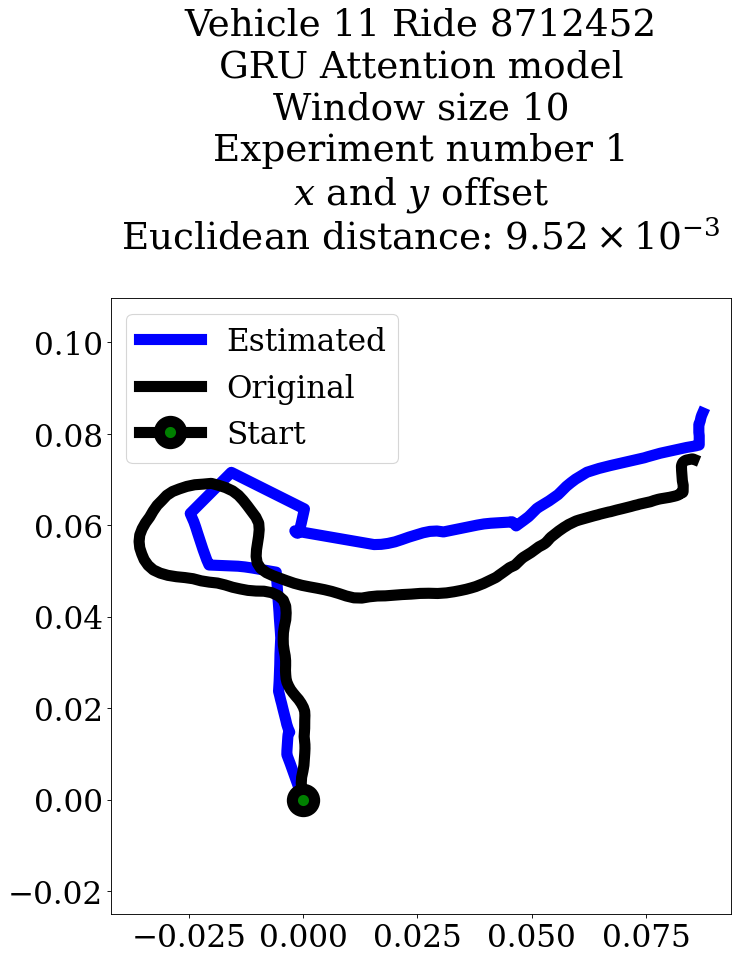 Vehicle 11 Ride 8712452
GRU Attention model
Window size 10
Experiment number 1
x and y offset
Euclidean distance: 9.52 × 10⁻³
Estimated
Original
Start
0.10
0.08
0.06
0.04
0.02
0.00
−0.02
−0.025 0.000 0.025 0.050 0.075